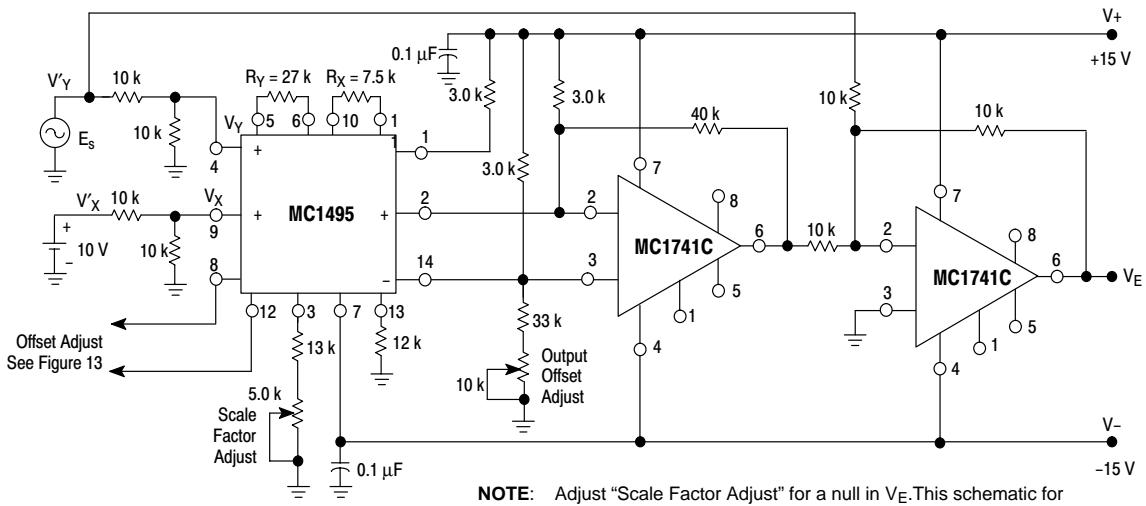 V+
+15 V
0.1 μF
V′Y
10 k
RY = 27 k
RX = 7.5 k
3.0 k
3.0 k
10 k
10 k
40 k
ES
10 k
VY
5
6
10
1
1
1
4
+
3.0 k
7
7
V′X
10 k
VX
+
MC1495
+
2
2
8
8
9
MC1741C
6
10 k
2
MC1741C
6
VE
10 V
10 k
+
–
8
–
14
3
5
3
5
12
3
7
13
1
1
Offset Adjust
See Figure 13
13 k
12 k
33 k
4
4
5.0 k
Scale
Factor
Adjust
10 k
Output
Offset
Adjust
V–
–15 V
0.1 μF
NOTE: Adjust “Scale Factor Adjust” for a null in VE.This schematic for